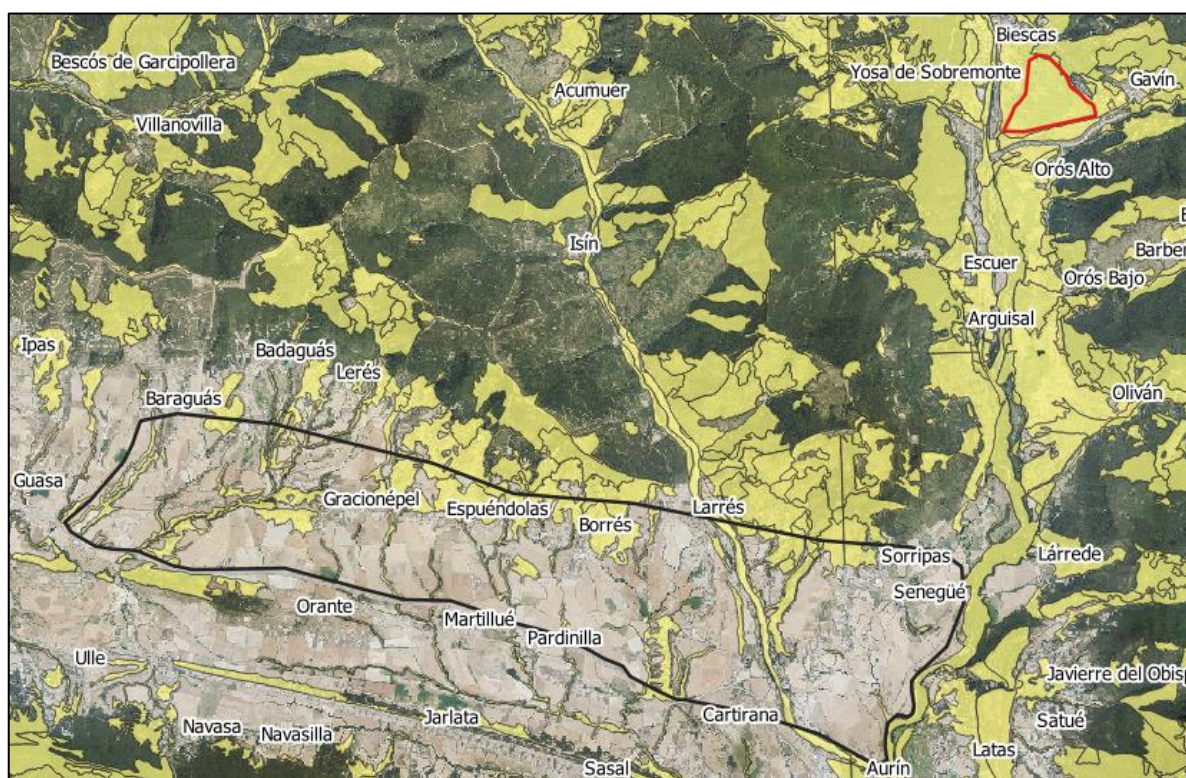 Biescas
Bescós de Garcipollera
Yosa de Sobremonte
Gavín
Acumuer
Villanovilla
Orós Alto
Isín
Barber
Escuer
Orós Bajo
Arguisal
Ipas
Badaguás
Lerés
Oliván
Baraguás
Guasa
Gracionépel
Espuéndolas
Larrés
Borrés
Sorripas
Lárrede
Senegüé
Orante
Martillué
Pardinilla
Ulle
Javierre del Obisp
Cartirana
Jarlata
Satué
Navasa
Navasilla
Latas
Sasal
Aurín